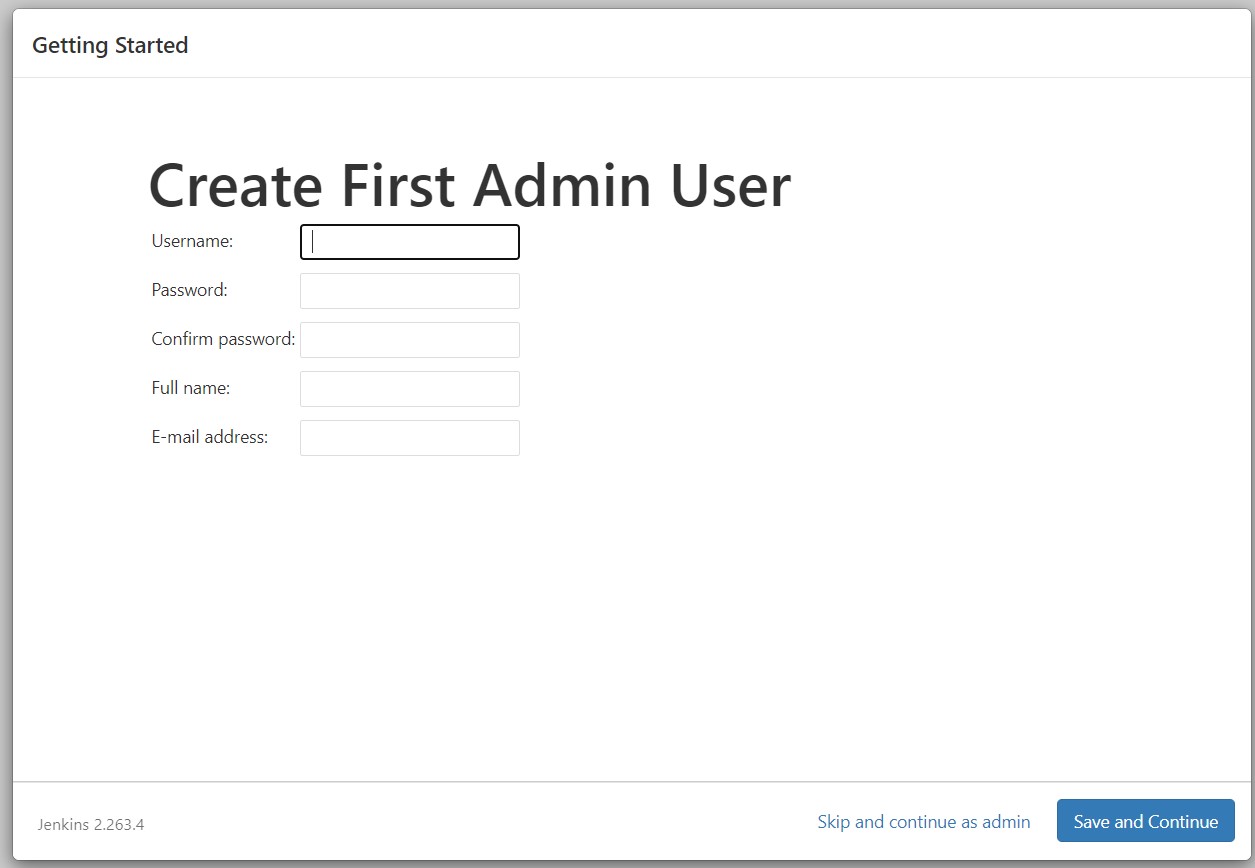 Getting Started
Create First Admin User
Username:
Password:
Confirm password:
Full name:
E-mail address:
Jenkins 2.263.4
Skip and continue as admin
Save and Continue